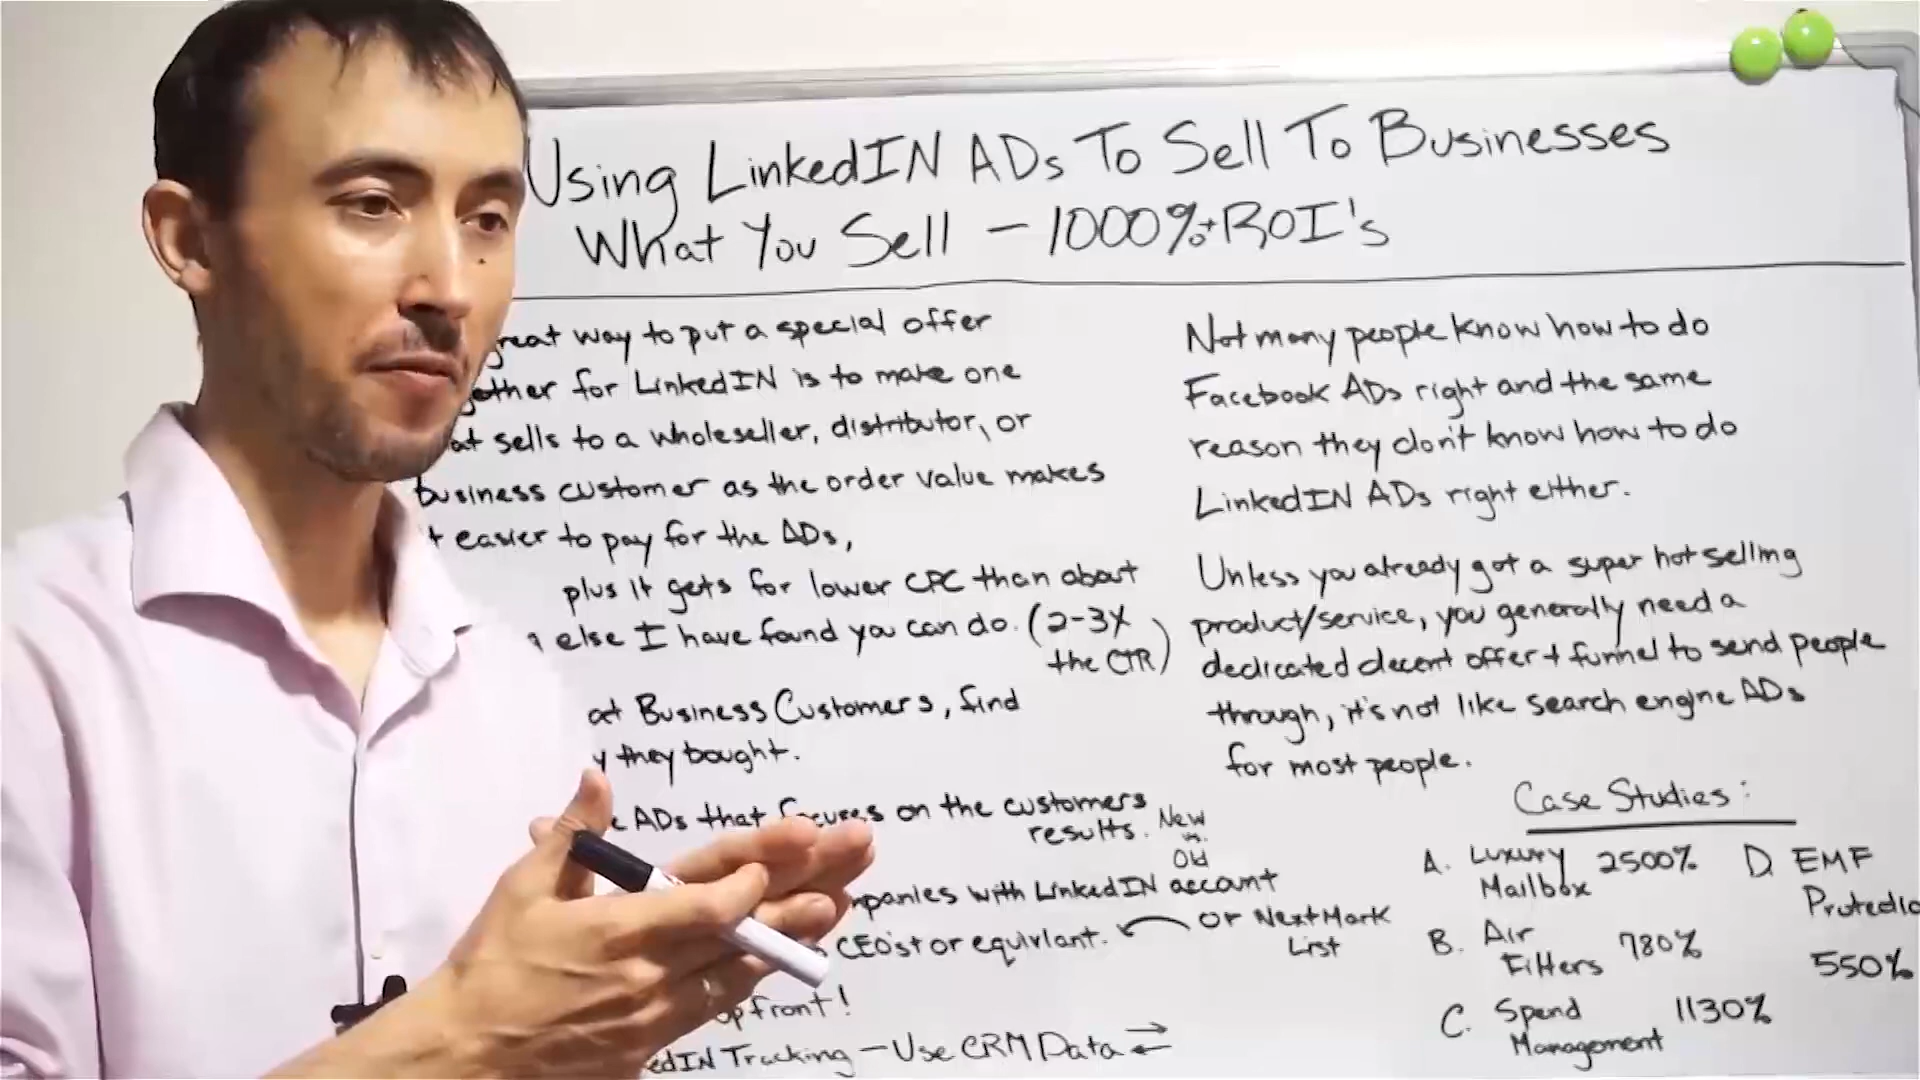 Using LinkedIN ADs To Sell To Businesses
What You Sell - 1000%+ ROI's
way to put a special offer
for LinkedIN is to make one
sells to a wholeseller, distributor, or
business customer as the order value makes
easier to pay for the ADs,
plus it gets for lower CPC than about
else I have found you can do. (2-3X
the CTR)
at Business Customers, find
they bought.
ADs that focuses on the customers
results. New
vs.
Old
with LinkedIN account
CEO's + or equivlant. or NextMark
List
upfront!
Tracking - Use CRM Data
Not many people know how to do
Facebook ADs right and the same
reason they don't know how to do
LinkedIN ADs right either.
Unless you already got a super hot selling
product/service, you generally need a
dedicated decent offer + funnel to send people
through, it's not like search engine ADs
for most people.
Case Studies:
A. Luxury 2500%
Mailbox
B. Air 780%
Filters
C. Spend 1130%
Management
D. EMF
550%